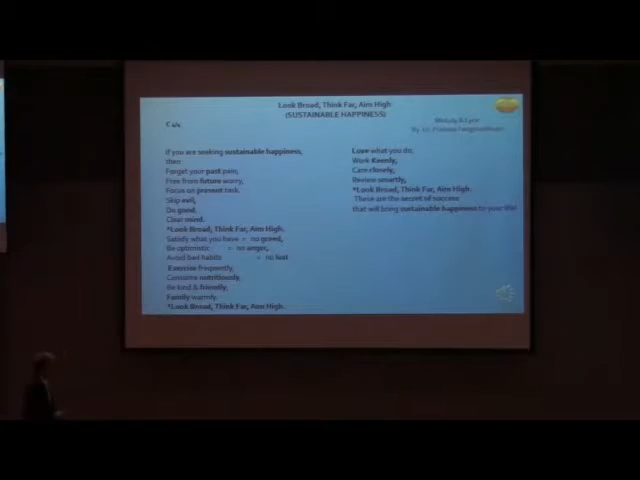 Look Broad, Think Far, Aim High
(SUSTAINABLE HAPPINESS)
C 4/4
Melody & Lyric
By
If you are seeking sustainable happiness,
then
Forget your past pain,
Free from future worry,
Focus on present task.
Skip evil,
Do good,
Clear mind.
*Look Broad, Think Far, Aim High.
Satisfy what you have = no greed,
Be optimistic = no anger,
Avoid bad habits = no lust
Exercise frequently,
Consume nutritiously,
Be kind & friendly,
Family warmly.
*Look Broad, Think Far, Aim High.
Love what you do,
Work Keenly,
Care closely,
Review smartly,
*Look Broad, Think Far, Aim High.
These are the secret of success
that will bring sustainable happiness to your life!